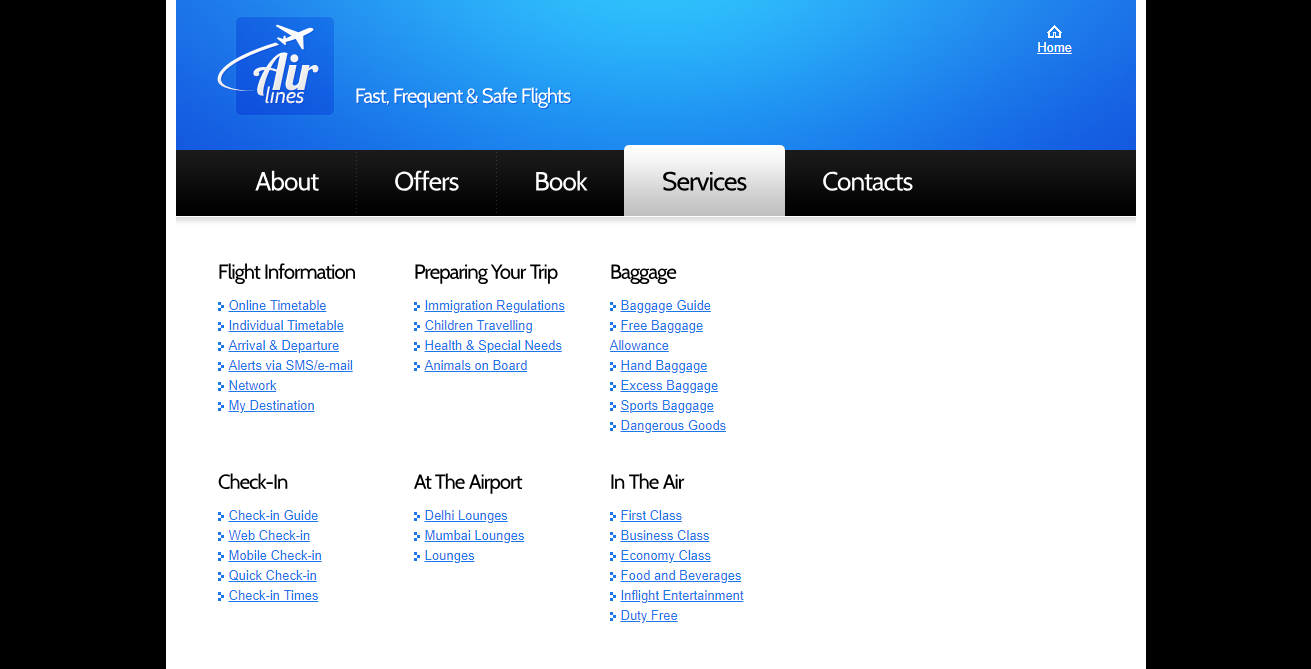 Air
lines
Fast, Frequent & Safe Flights
Home
About
Offers
Book
Services
Contacts
Flight Information
Online Timetable
Individual Timetable
Arrival & Departure
Alerts via SMS/e-mail
Network
My Destination
Preparing Your Trip
Immigration Regulations
Children Travelling
Health & Special Needs
Animals on Board
Baggage
Baggage Guide
Free Baggage
Allowance
Hand Baggage
Excess Baggage
Sports Baggage
Dangerous Goods
Check-In
Check-in Guide
Web Check-in
Mobile Check-in
Quick Check-in
Check-in Times
At The Airport
Delhi Lounges
Mumbai Lounges
Lounges
In The Air
First Class
Business Class
Economy Class
Food and Beverages
Inflight Entertainment
Duty Free